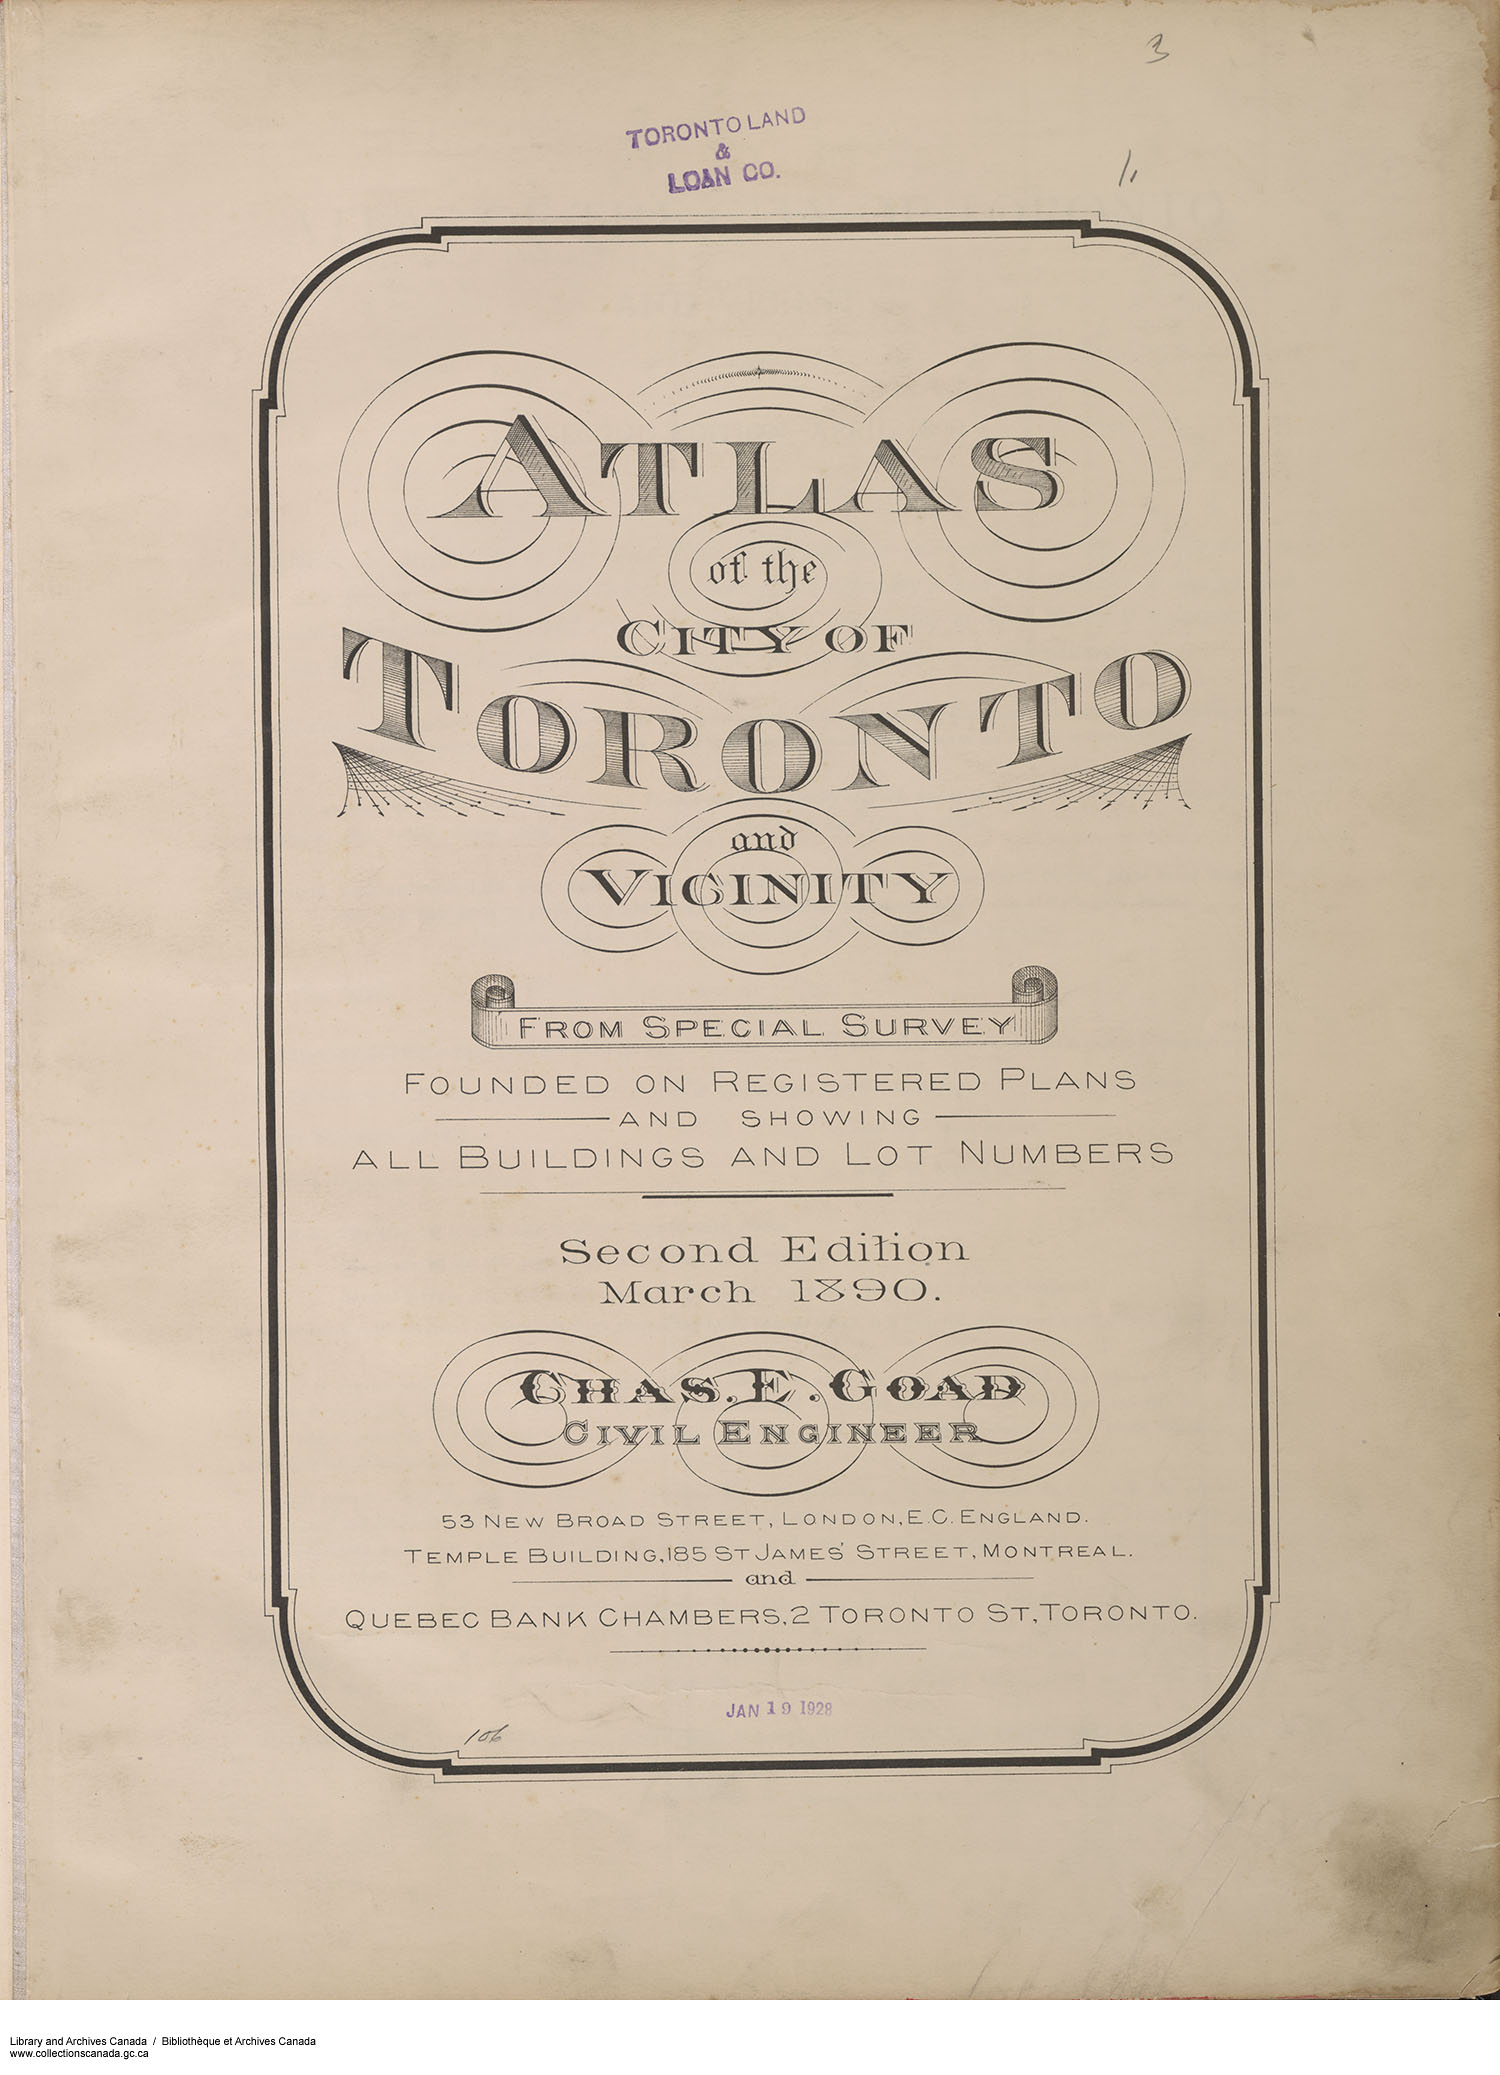 3
TORONTO LAND
&
LOAN CO.
ATLAS
of the
CITY OF
TORONTO
and
VICINITY
FROM SPECIAL SURVEY
FOUNDED ON REGISTERED PLANS
AND SHOWING
ALL BUILDINGS AND LOT NUMBERS
Second Edition
March 1890.
CHAS. E. GOAD
CIVIL ENGINEER
53 NEW BROAD STREET, LONDON, E.C. ENGLAND.
TEMPLE BUILDING, 185 ST JAMES' STREET, MONTREAL.
and
QUEBEC BANK CHAMBERS, 2 TORONTO ST, TORONTO.
JAN 19 1928
106
Library and Archives Canada / Bibliothèque et Archives Canada
www.collectionscanada.gc.ca